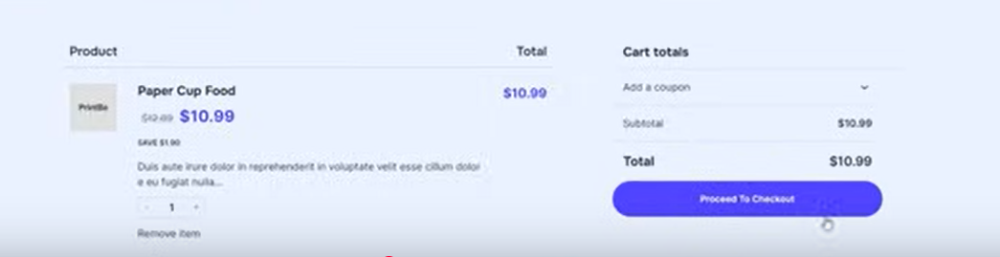 Product
Total
Paper Cup Food
$12.89 $10.99
$10.99
SAVE $1.90
Duis aute irure dolor in reprehenderit in voluptate velit esse cillum dolor
e eu fugiat nulla...
- 1 +
Remove item
Cart totals
Add a coupon
Subtotal
$10.99
Total
$10.99
Proceed To Checkout